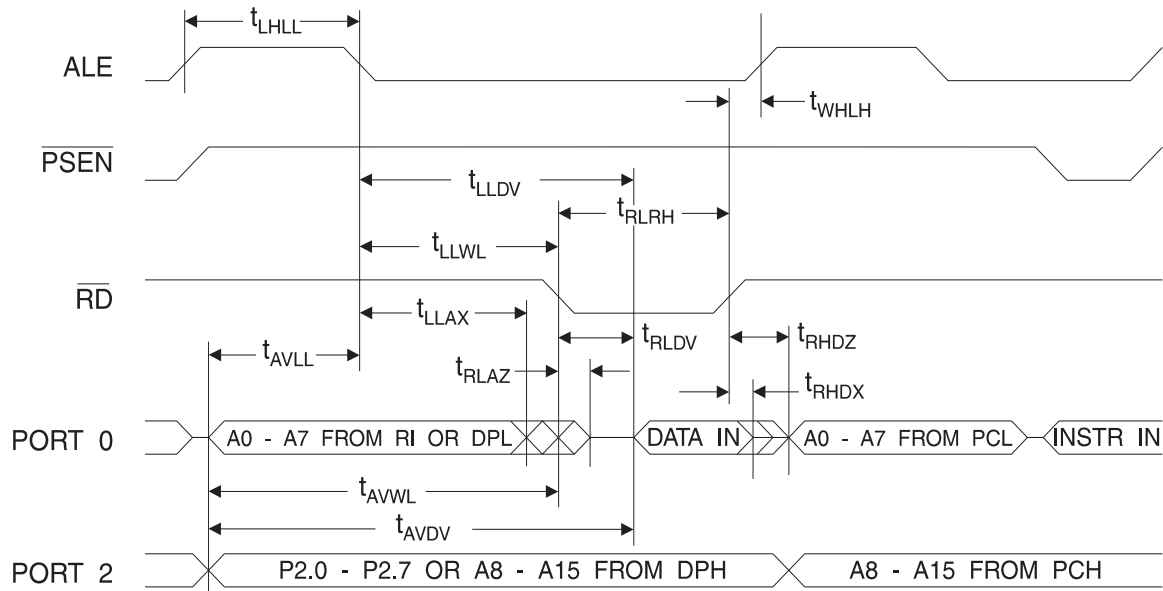 tLHLL
ALE
tWHLH
PSEN
tLLDV
tRLRH
tLLWL
RD
tLLAX
tRLDV
tRHDZ
tAVLL
tRLAZ
tRHDX
PORT 0
A0 - A7 FROM RI OR DPL
DATA IN
A0 - A7 FROM PCL
INSTR IN
tAVWL
tAVDV
PORT 2
P2.0 - P2.7 OR A8 - A15 FROM DPH
A8 - A15 FROM PCH